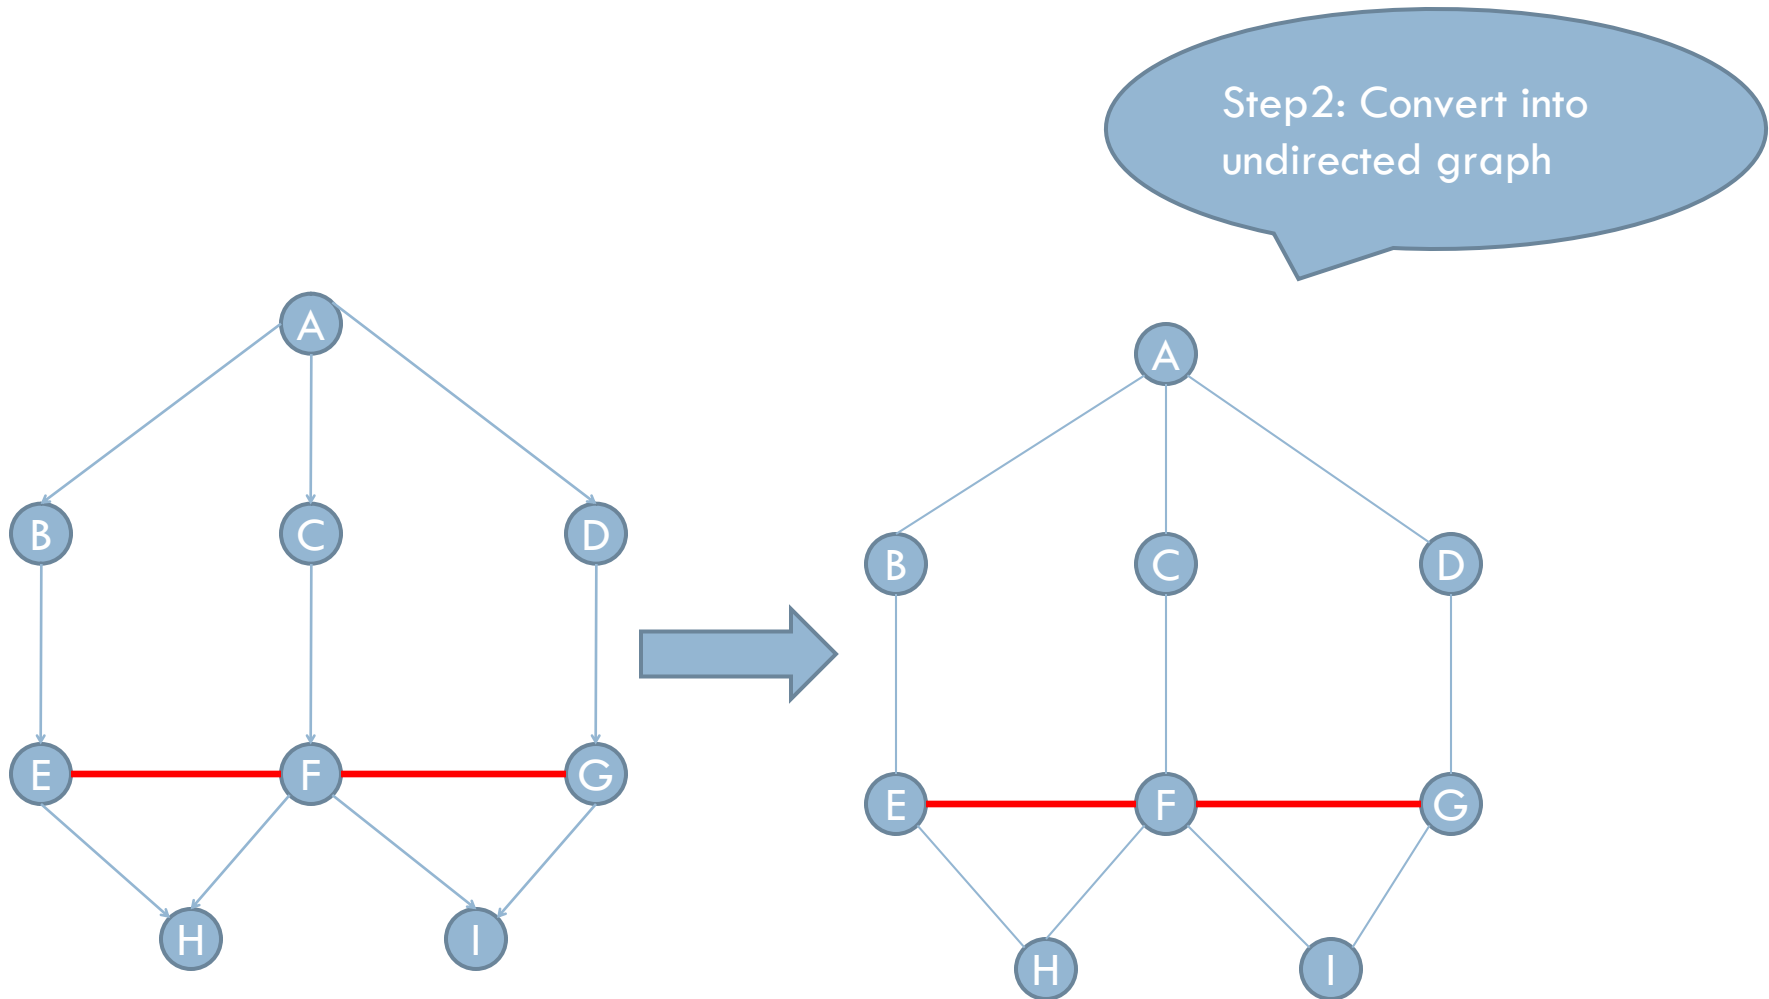 Step2: Convert into
undirected graph
A
A
B
C
D
B
C
D
E
F
G
E
F
G
H
I
H
I